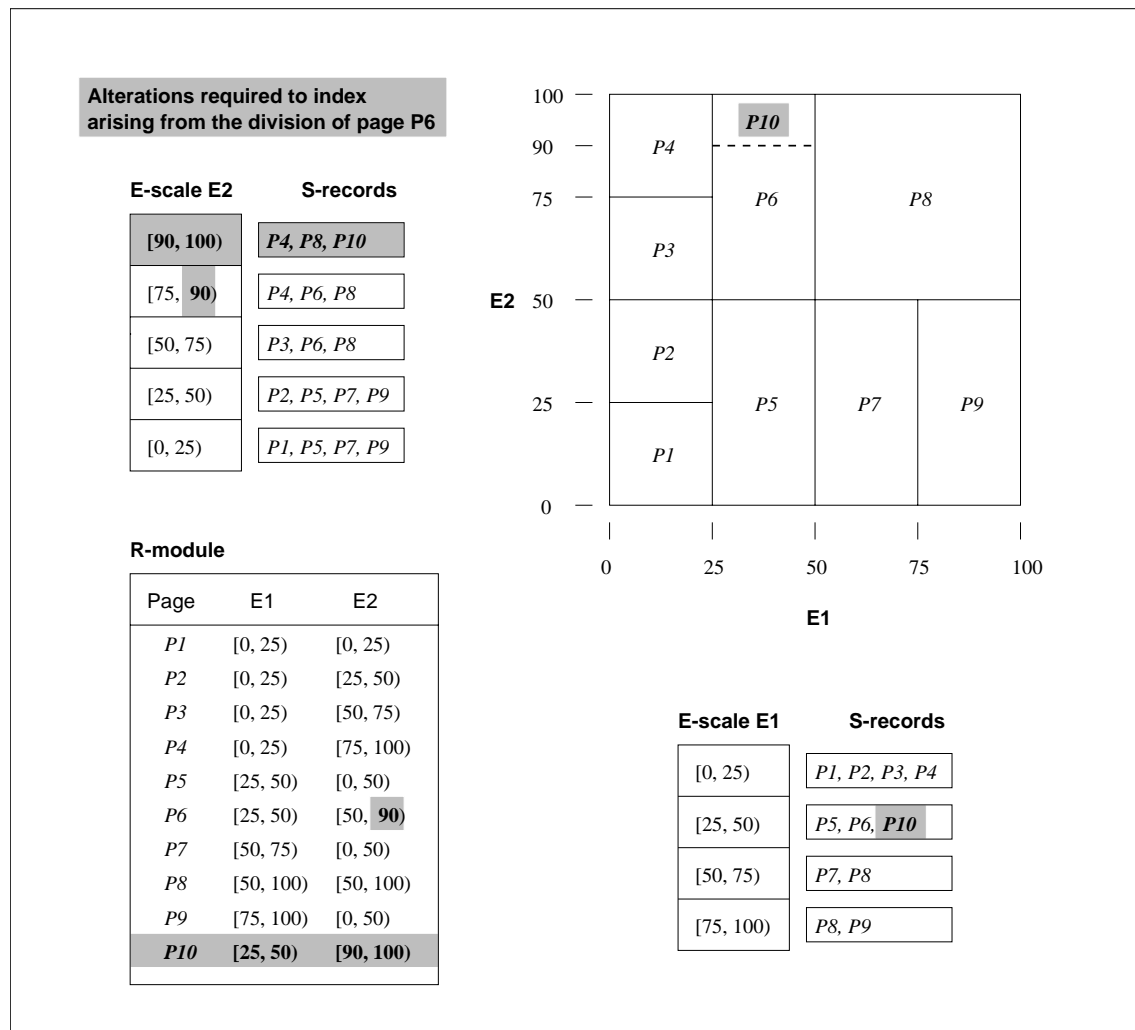 Alterations required to index
arising from the division of page P6
E-scale E2 S-records
[90, 100) P4, P8, P10
[75, 90) P4, P6, P8
[50, 75) P3, P6, P8
[25, 50) P2, P5, P7, P9
[0, 25) P1, P5, P7, P9
R-module
Page E1 E2
P1 [0, 25) [0, 25)
P2 [0, 25) [25, 50)
P3 [0, 25) [50, 75)
P4 [0, 25) [75, 100)
P5 [25, 50) [0, 50)
P6 [25, 50) [50, 90)
P7 [50, 75) [0, 50)
P8 [50, 100) [50, 100)
P9 [75, 100) [0, 50)
P10 [25, 50) [90, 100)
100
P10
90
P4
75
P6
P8
P3
E2 50
P2
25
P5 P7 P9
P1
0
0 25 50 75 100
E1
E-scale E1 S-records
[0, 25) P1, P2, P3, P4
[25, 50) P5, P6, P10
[50, 75) P7, P8
[75, 100) P8, P9